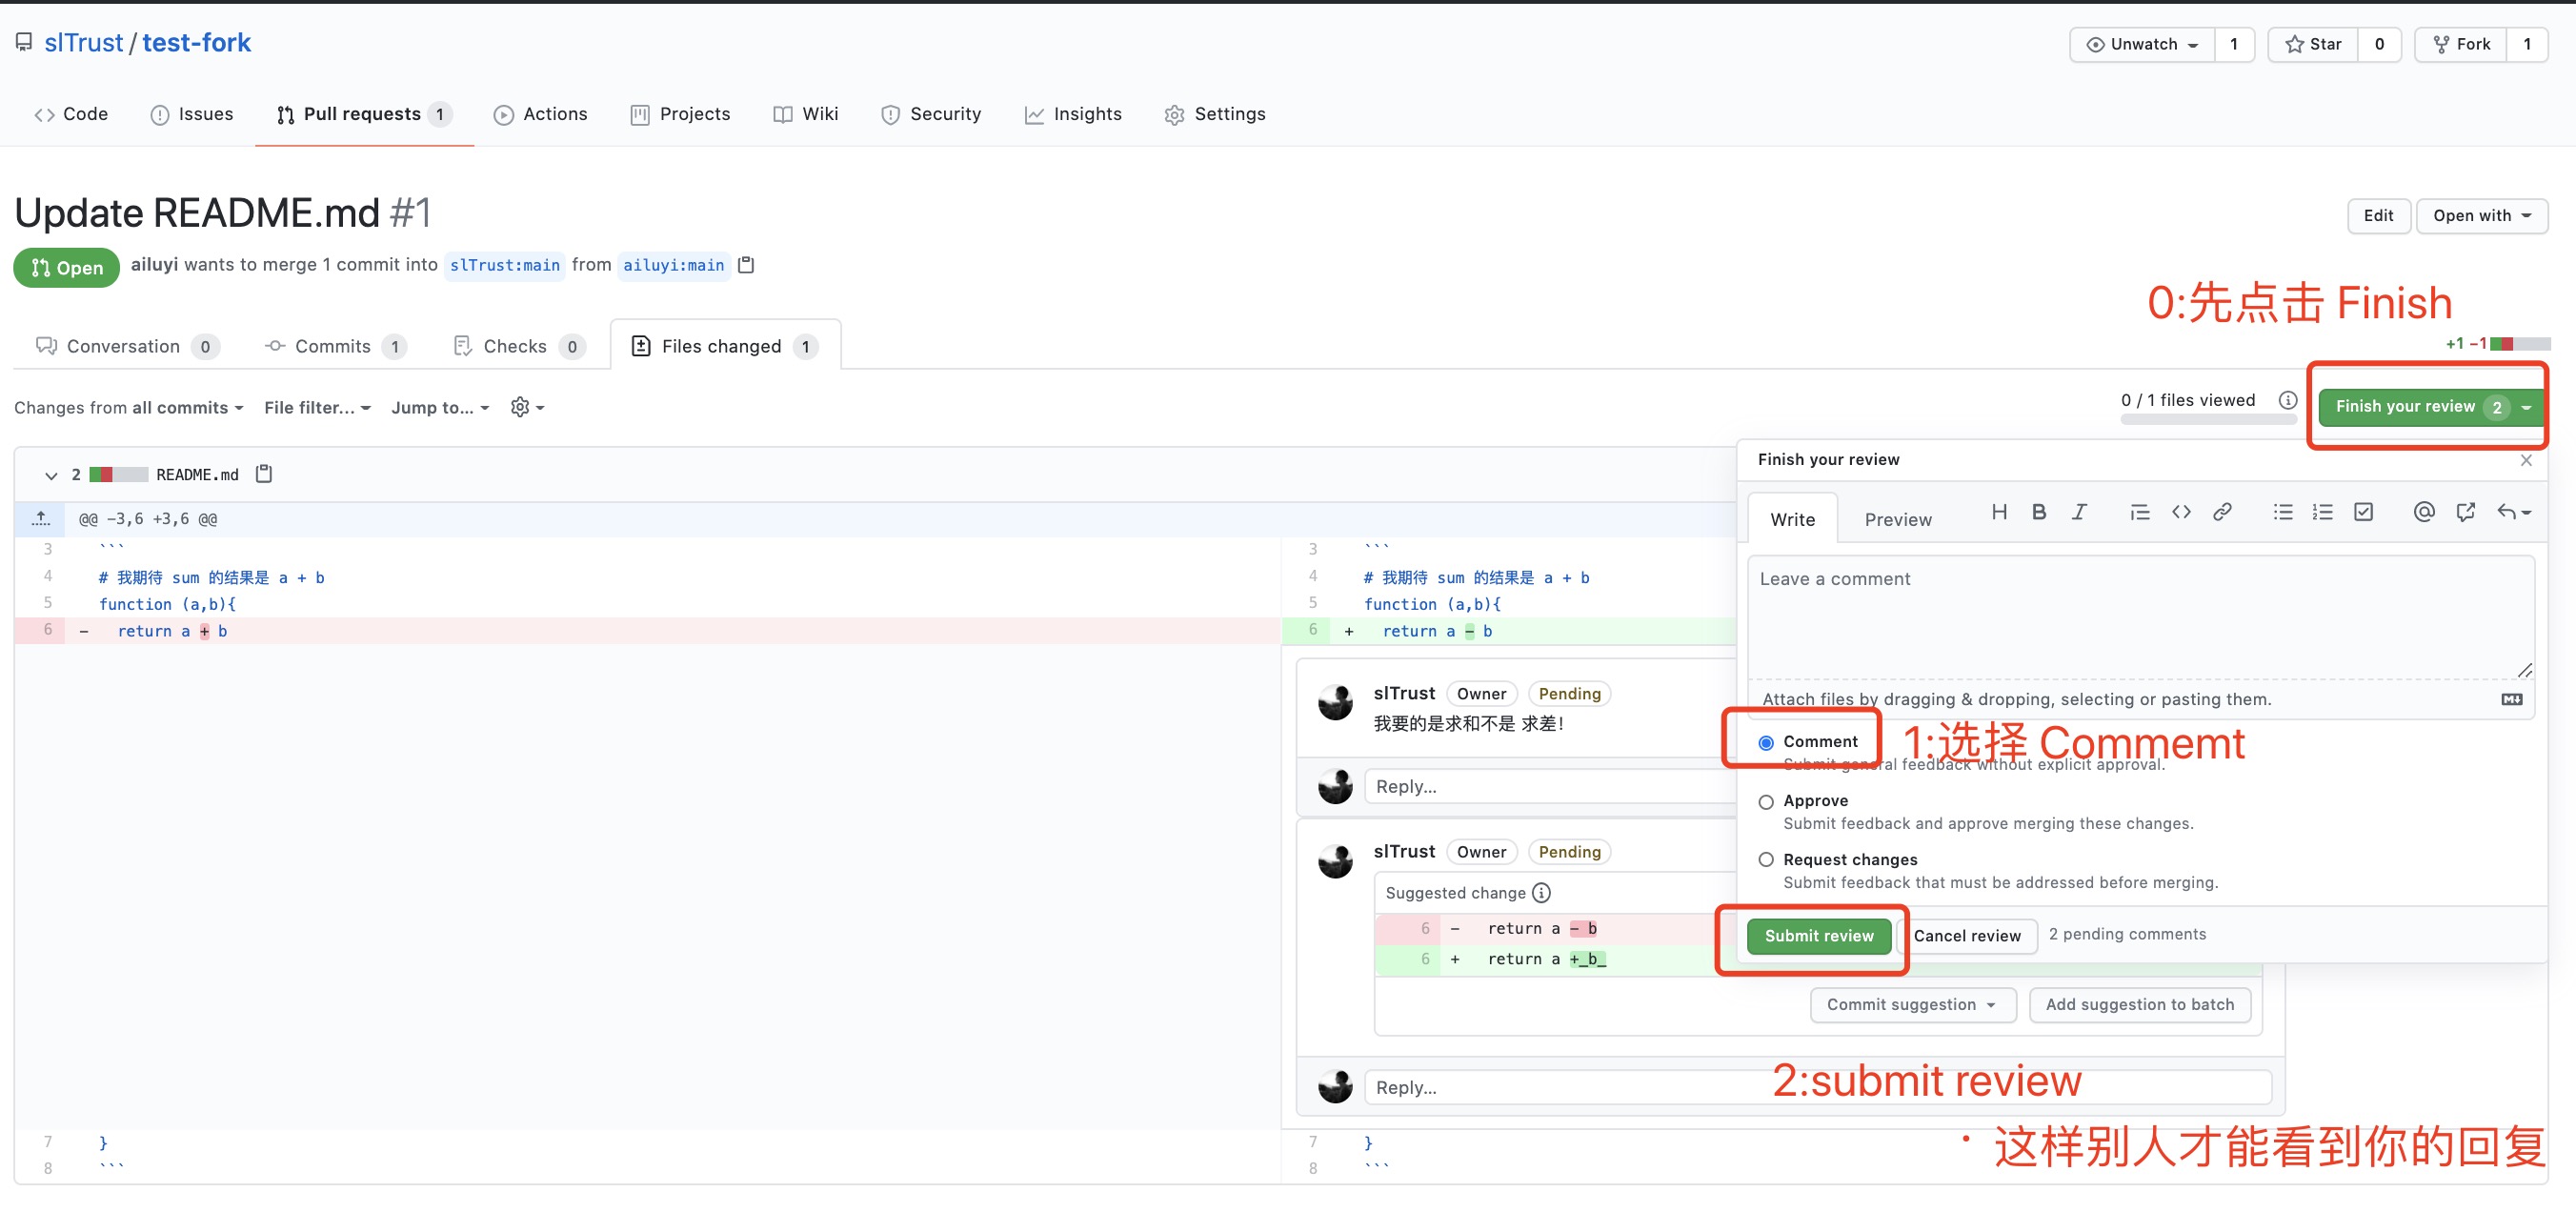 slTrust / test-fork
Unwatch 1 Star 0 Fork 1
Code Issues Pull requests 1 Actions Projects Wiki Security Insights Settings
Update README.md #1
Edit Open with
Open ailuyi wants to merge 1 commit into slTrust:main from ailuyi:main
0:先点击 Finish
Conversation 0 Commits 1 Checks 0 Files changed 1
+1 −1
Changes from all commits File filter... Jump to...
0 / 1 files viewed
Finish your review 2
2 README.md
Finish your review
@@ -3,6 +3,6 @@
Write Preview
3 ```
4 # 我期待 sum 的结果是 a + b
5 function (a,b){
6 - return a + b
3 ```
4 # 我期待 sum 的结果是 a + b
5 function (a,b){
6 + return a - b
Leave a comment
Attach files by dragging & dropping, selecting or pasting them.
slTrust Owner Pending
我要的是求和不是 求差!
Reply...
Comment
1:选择 Commemt
Submit general feedback without explicit approval.
Approve
Submit feedback and approve merging these changes.
Request changes
Submit feedback that must be addressed before merging.
Submit review Cancel review 2 pending comments
slTrust Owner Pending
Suggested change
6 - return a - b
6 + return a +_b_
Commit suggestion Add suggestion to batch
Reply...
2:submit review
7 }
8 ```
7 }
8 ```
这样别人才能看到你的回复